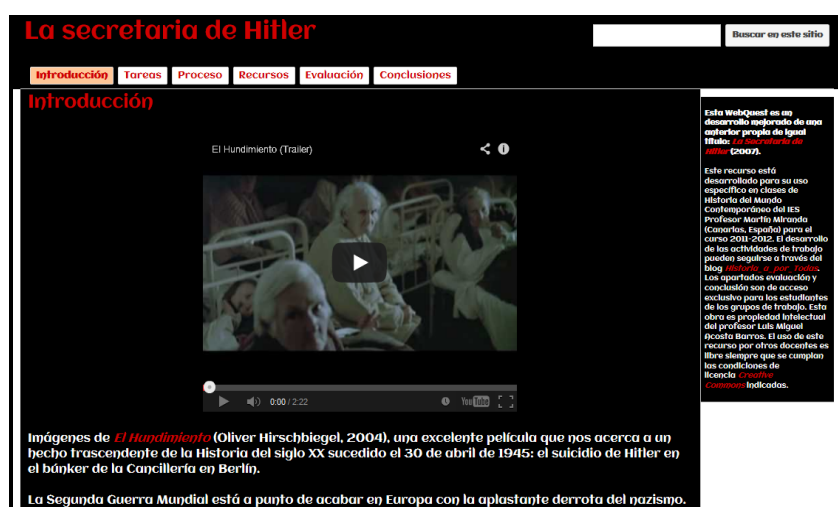 La secretaria de Hitler
Buscar en este sitio
Introducción Tareas Proceso Recursos Evaluación Conclusiones
Introducción
El Hundimiento (Trailer)
0:00 / 2:22
YouTube
Imágenes de El Hundimiento (Oliver Hirschbiegel, 2004), una excelente película que nos acerca a un
hecho trascendente de la Historia del siglo XX sucedido el 30 de abril de 1945: el suicidio de Hitler en
el búnker de la Cancillería en Berlín.
La Segunda Guerra Mundial está a punto de acabar en Europa con la aplastante derrota del nazismo.
Esta WebQuest es un
desarrollo mejorado de una
anterior propia de igual
título: La Secretaria de
Hitler (2007).
Este recurso está
desarrollado para su uso
específico en clases de
Historia del Mundo
Contemporáneo del IES
Profesor Martín Miranda
(Canarias, España) para el
curso 2011-2012. El desarrollo
de las actividades de trabajo
pueden seguirse a través del
blog Historia_a_por_Todus.
Los apartados evaluación y
conclusión son de acceso
exclusivo para los estudiantes
de los grupos de trabajo. Esta
obra es propiedad intelectual
del profesor Luis Miguel
Acosta Barros. El uso de este
recurso por otros docentes es
libre siempre que se cumplan
las condiciones de
licencia Creative
Commons indicadas.